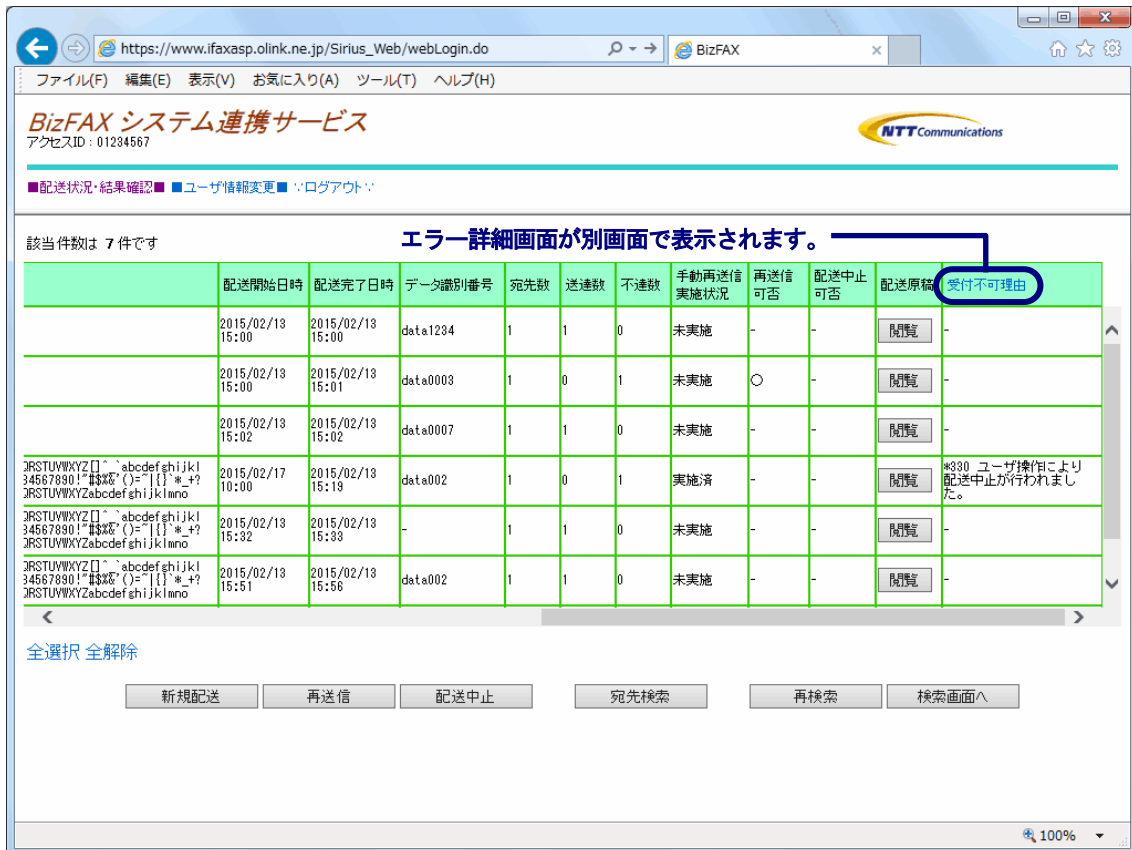 https://www.ifaxasp.olink.ne.jp/Sirius_Web/webLogin.do
BizFAX
ファイル(F) 編集(E) 表示(V) お気に入り(A) ツール(T) ヘルプ(H)
BizFAX システム連携サービス
アクセスID：01234567
NTT Communications
■配送状況・結果確認■ ■ユーザ情報変更■ ∵ログアウト∵
該当件数は 7 件です
エラー詳細画面が別画面で表示されます。
配送開始日時 配送完了日時 データ識別番号 宛先数 送達数 不達数 手動再送信実施状況 再送信可否 配送中止可否 配送原稿 受付不可理由
2015/02/13 15:00 2015/02/13 15:00 data1234 1 1 0 未実施 - - 閲覧 -
2015/02/13 15:00 2015/02/13 15:01 data0003 1 0 1 未実施 ○ - 閲覧 -
2015/02/13 15:02 2015/02/13 15:02 data0007 1 1 0 未実施 - - 閲覧 -
QRSTUVWXYZ[]^_`abcdefghijkl
34567890!"#$%&'()=~|{}`*_+?
QRSTUVWXYZabcdefghijklmno
2015/02/17 10:00 2015/02/13 15:19 data002 1 0 1 実施済 - - 閲覧 *330 ユーザ操作により配送中止が行われました。
QRSTUVWXYZ[]^_`abcdefghijkl
34567890!"#$%&'()=~|{}`*_+?
QRSTUVWXYZabcdefghijklmno
2015/02/13 15:32 2015/02/13 15:33 - 1 1 0 未実施 - - 閲覧 -
QRSTUVWXYZ[]^_`abcdefghijkl
34567890!"#$%&'()=~|{}`*_+?
QRSTUVWXYZabcdefghijklmno
2015/02/13 15:51 2015/02/13 15:56 data002 1 1 0 未実施 - - 閲覧 -
全選択 全解除
新規配送 再送信 配送中止 宛先検索 再検索 検索画面へ
100%